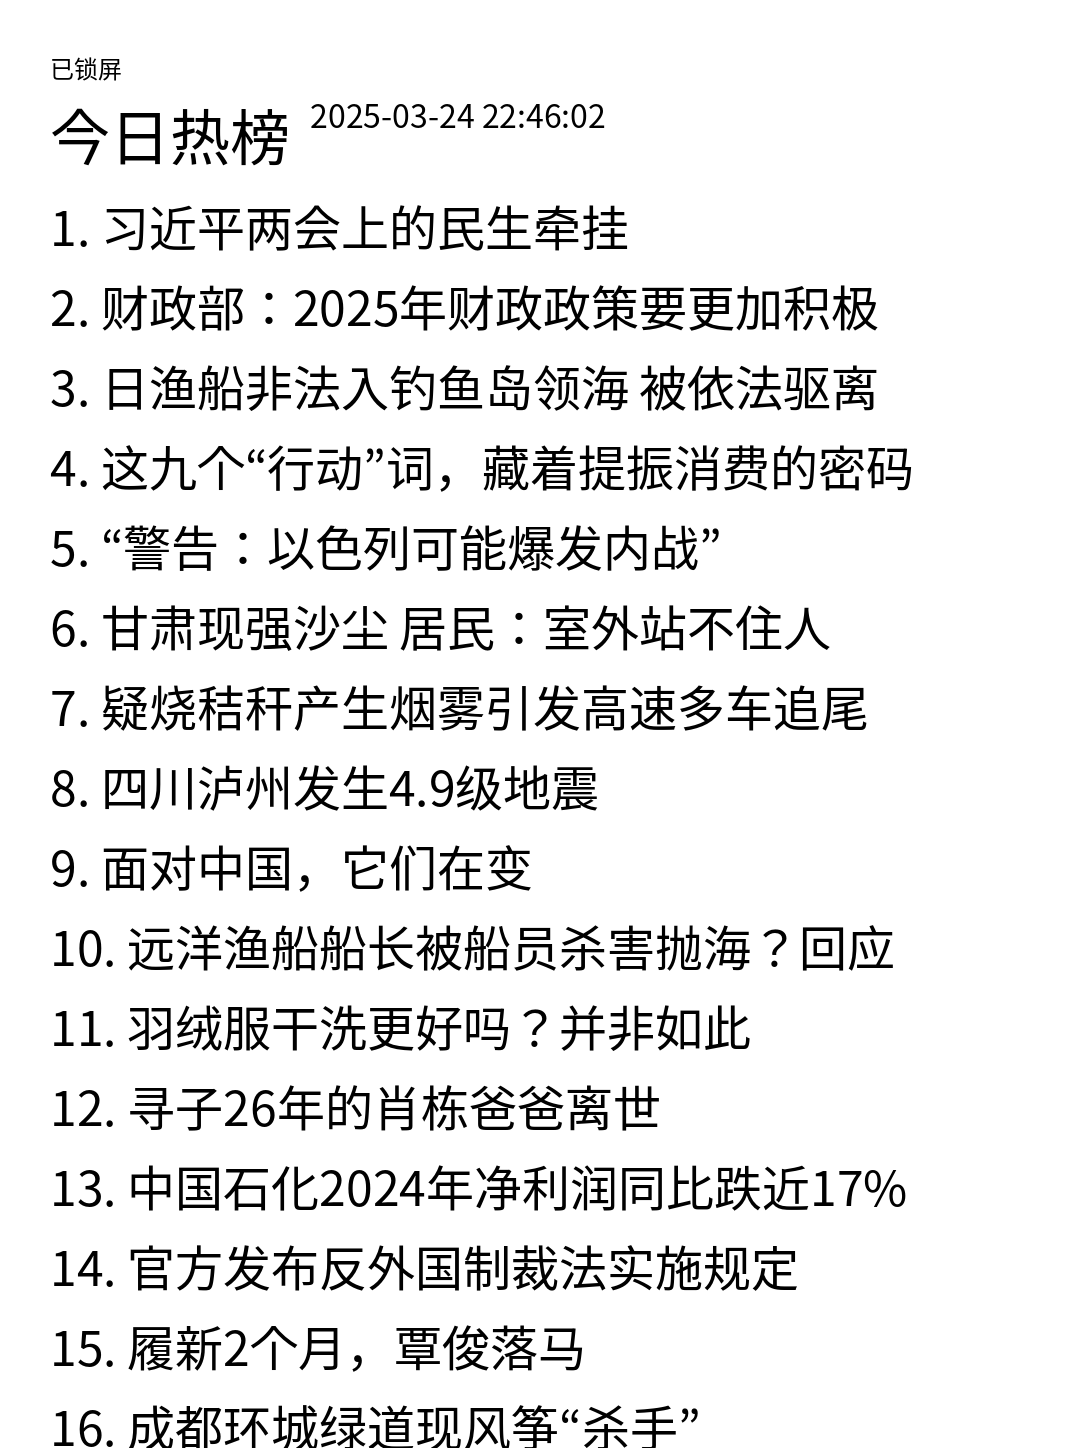 已锁屏
今日热榜 2025-03-24 22:46:02
1. 习近平两会上的民生牵挂
2. 财政部：2025年财政政策要更加积极
3. 日渔船非法入钓鱼岛领海 被依法驱离
4. 这九个“行动”词，藏着提振消费的密码
5. “警告：以色列可能爆发内战”
6. 甘肃现强沙尘 居民：室外站不住人
7. 疑烧秸秆产生烟雾引发高速多车追尾
8. 四川泸州发生4.9级地震
9. 面对中国，它们在变
10. 远洋渔船船长被船员杀害抛海？回应
11. 羽绒服干洗更好吗？并非如此
12. 寻子26年的肖栋爸爸离世
13. 中国石化2024年净利润同比跌近17%
14. 官方发布反外国制裁法实施规定
15. 履新2个月，覃俊落马
16. 成都环城绿道现风筝“杀手”